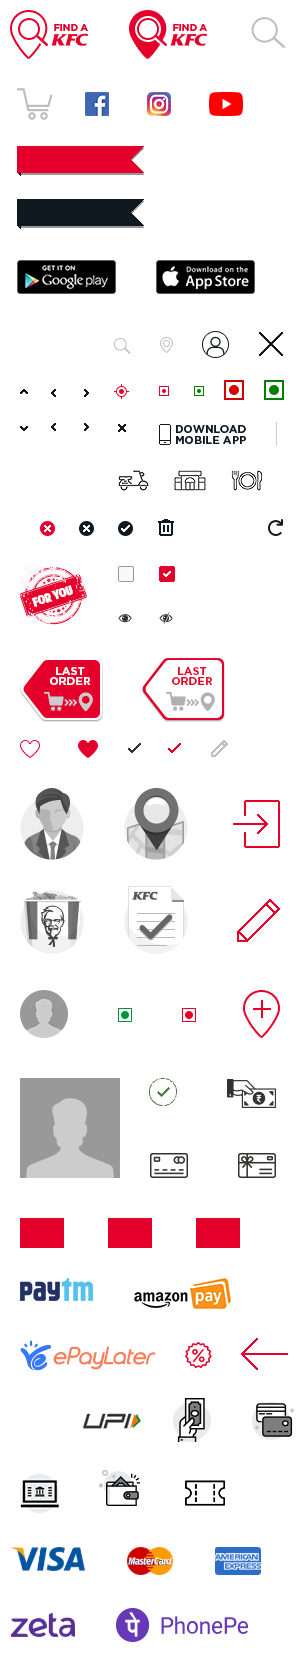 FIND A
KFC
FIND A
KFC
GET IT ON
Google play
Download on the
App Store
DOWNLOAD
MOBILE APP
FOR YOU
LAST
ORDER
LAST
ORDER
KFC
paytm
amazon
pay
ePayLater
UPI
VISA
MasterCard
AMERICAN
EXPRESS
zeta
PhonePe